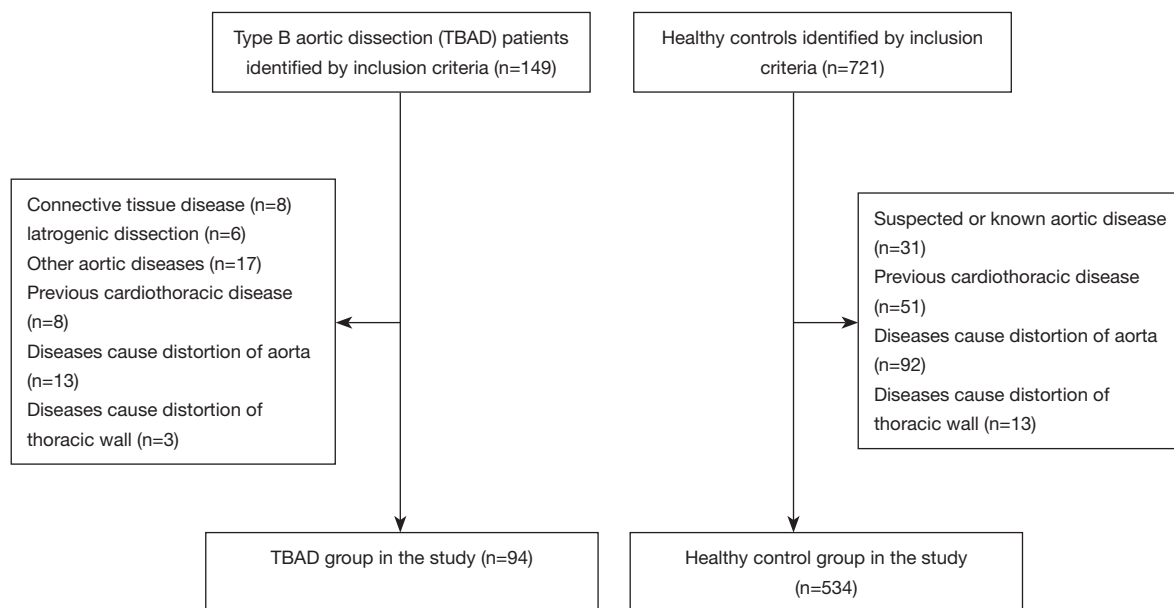 Type B aortic dissection (TBAD) patients
identified by inclusion criteria (n=149)
Healthy controls identified by inclusion
criteria (n=721)
Connective tissue disease (n=8)
Iatrogenic dissection (n=6)
Other aortic diseases (n=17)
Previous cardiothoracic disease
(n=8)
Diseases cause distortion of aorta
(n=13)
Diseases cause distortion of
thoracic wall (n=3)
Suspected or known aortic disease
(n=31)
Previous cardiothoracic disease
(n=51)
Diseases cause distortion of aorta
(n=92)
Diseases cause distortion of
thoracic wall (n=13)
TBAD group in the study (n=94)
Healthy control group in the study
(n=534)